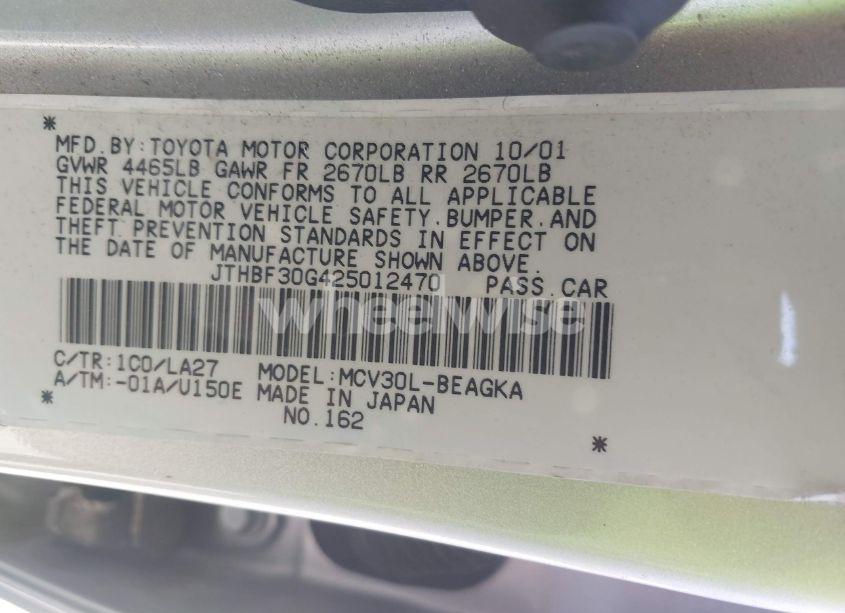 *
MFD.BY:TOYOTA MOTOR CORPORATION 10/01
GVWR 4465LB GAWR FR 2670LB RR 2670LB
THIS VEHICLE CONFORMS TO ALL APPLICABLE
FEDERAL MOTOR VEHICLE SAFETY.BUMPER.AND
THEFT PREVENTION STANDARDS IN EFFECT ON
THE DATE OF MANUFACTURE SHOWN ABOVE.
JTHBF30G425012470 PASS.CAR
wheelwise
C/TR:1C0/LA27 MODEL:MCV30L-BEAGKA
A/TM:-01A/U150E MADE IN JAPAN
* NO.162 *